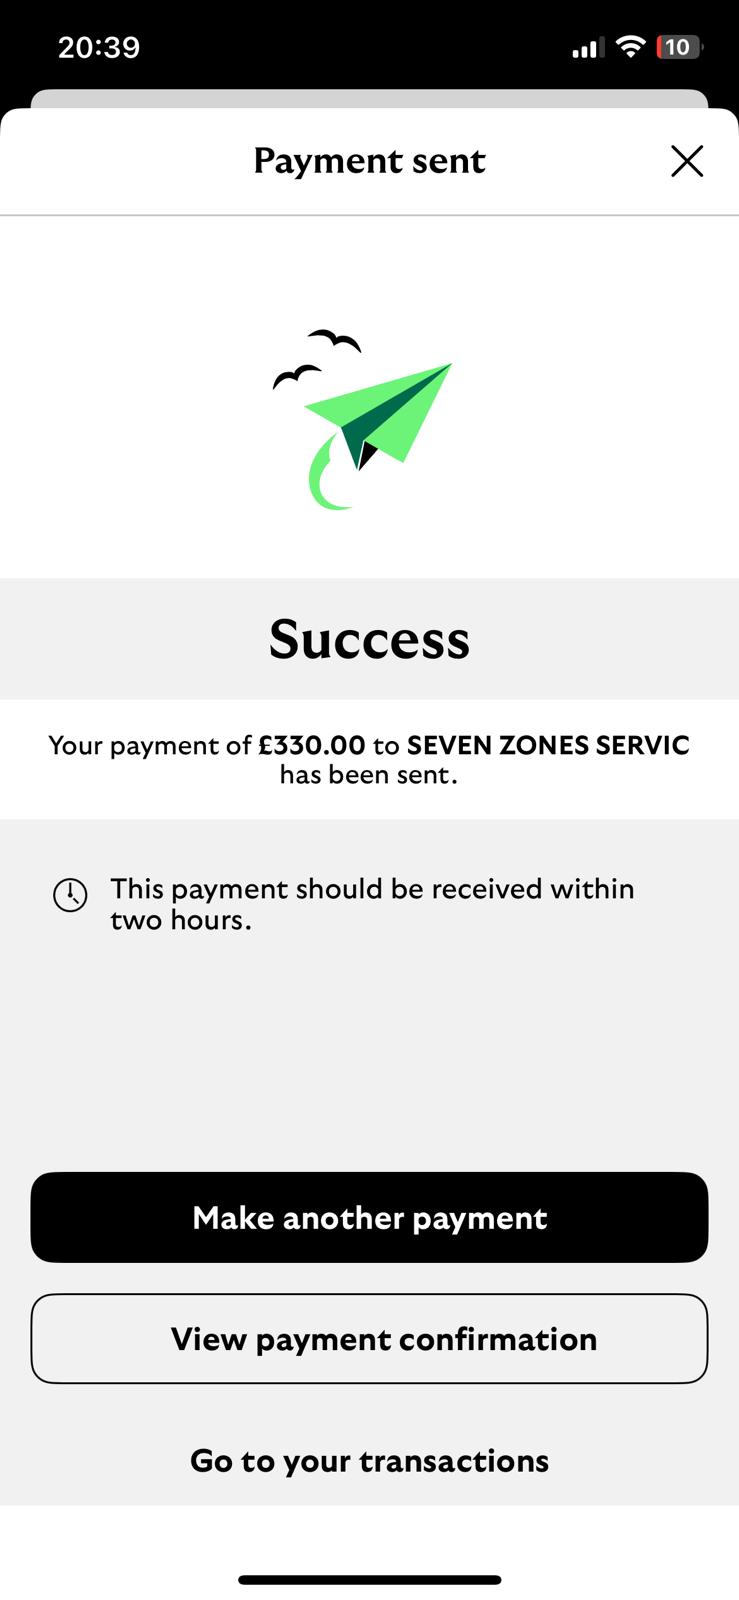 20:39
10
Payment sent
Success
Your payment of £330.00 to SEVEN ZONES SERVIC
has been sent.
This payment should be received within
two hours.
Make another payment
View payment confirmation
Go to your transactions